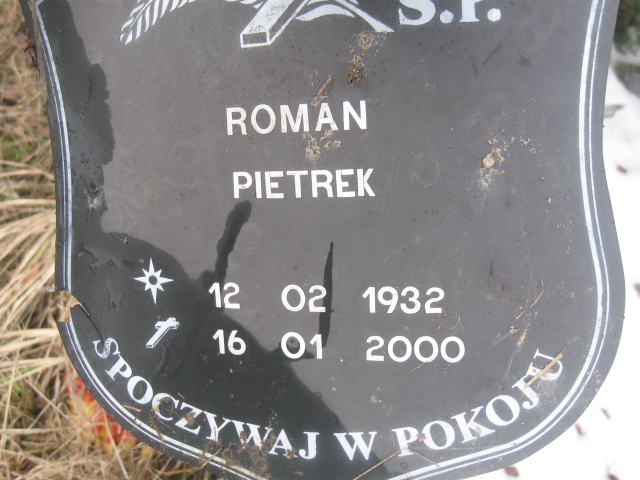 S.P.
ROMAN
PIETREK
12 02 1932
16 01 2000
SPOCZYWAJ W POKOJU